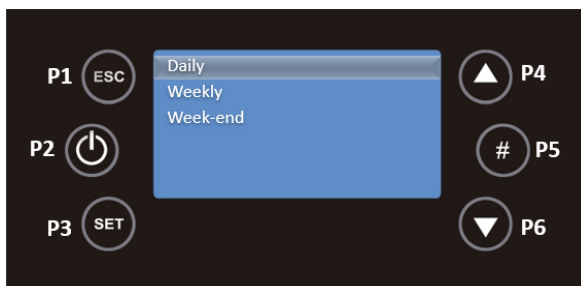 P1 ESC
Daily
P4
Weekly
Week-end
P2
# P5
P3 SET
P6